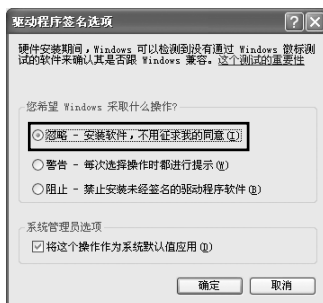 驱动程序签名选项
硬件安装期间，Windows 可以检测到没有通过 Windows 徽标测
试的软件来确认其是否跟 Windows 兼容。这个测试的重要性
您希望 Windows 采取什么操作?
忽略 - 安装软件，不用征求我的同意(I)
警告 - 每次选择操作时都进行提示(W)
阻止 - 禁止安装未经签名的驱动程序软件(B)
系统管理员选项
将这个操作作为系统默认值应用(D)
确定 取消